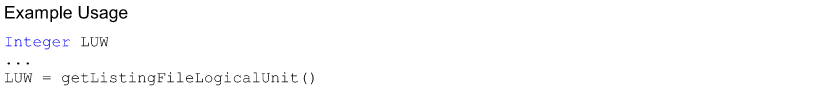 Example Usage
Integer LUW
...
LUW = getListingFileLogicalUnit()